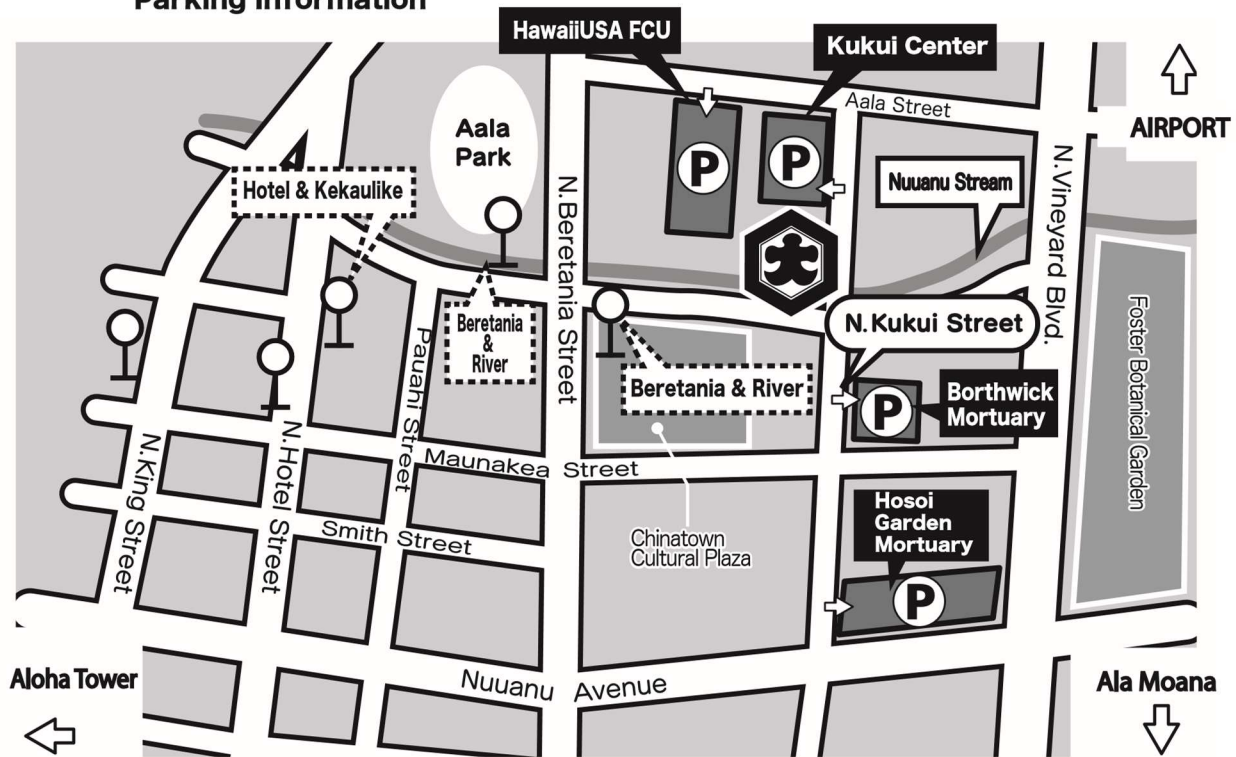 Parking Information
HawaiiUSA FCU
Kukui Center
Aala Street
AIRPORT
Aala
Park
P
P
Hotel & Kekaulike
Nuuanu Stream
N.Beretania Street
N.Vineyard Blvd.
Beretania
&
River
N.Kukui Street
Foster Botanical Garden
Pauahi Street
Beretania & River
P
Borthwick
Mortuary
N.King Street
N.Hotel Street
Maunakea Street
Smith Street
Chinatown
Cultural Plaza
Hosoi
Garden
Mortuary
P
Aloha Tower
Nuuanu Avenue
Ala Moana